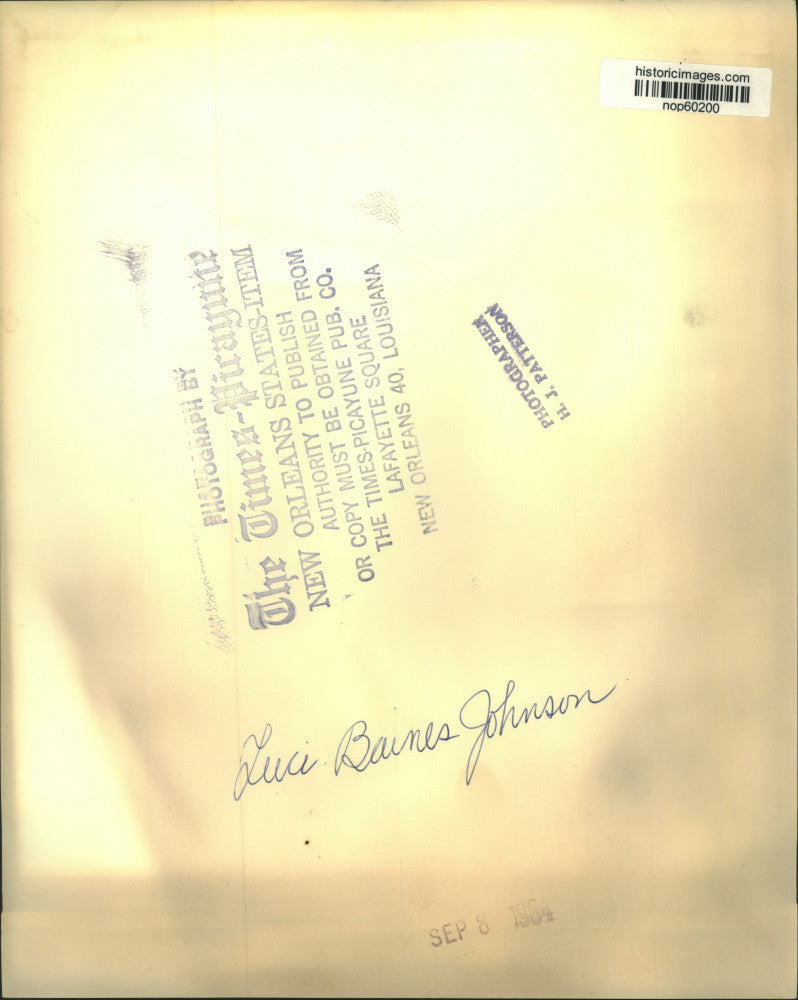 historicimages.com
nop60200
PHOTOGRAPH BY
The Times-Picayune
NEW ORLEANS STATES-ITEM
AUTHORITY TO PUBLISH
OR COPY MUST BE OBTAINED FROM
THE TIMES-PICAYUNE PUB. CO.
LAFAYETTE SQUARE
NEW ORLEANS 40, LOUISIANA
PHOTOGRAPHER
H. J. PATTERSON
Luci Baines Johnson
SEP 8 1964